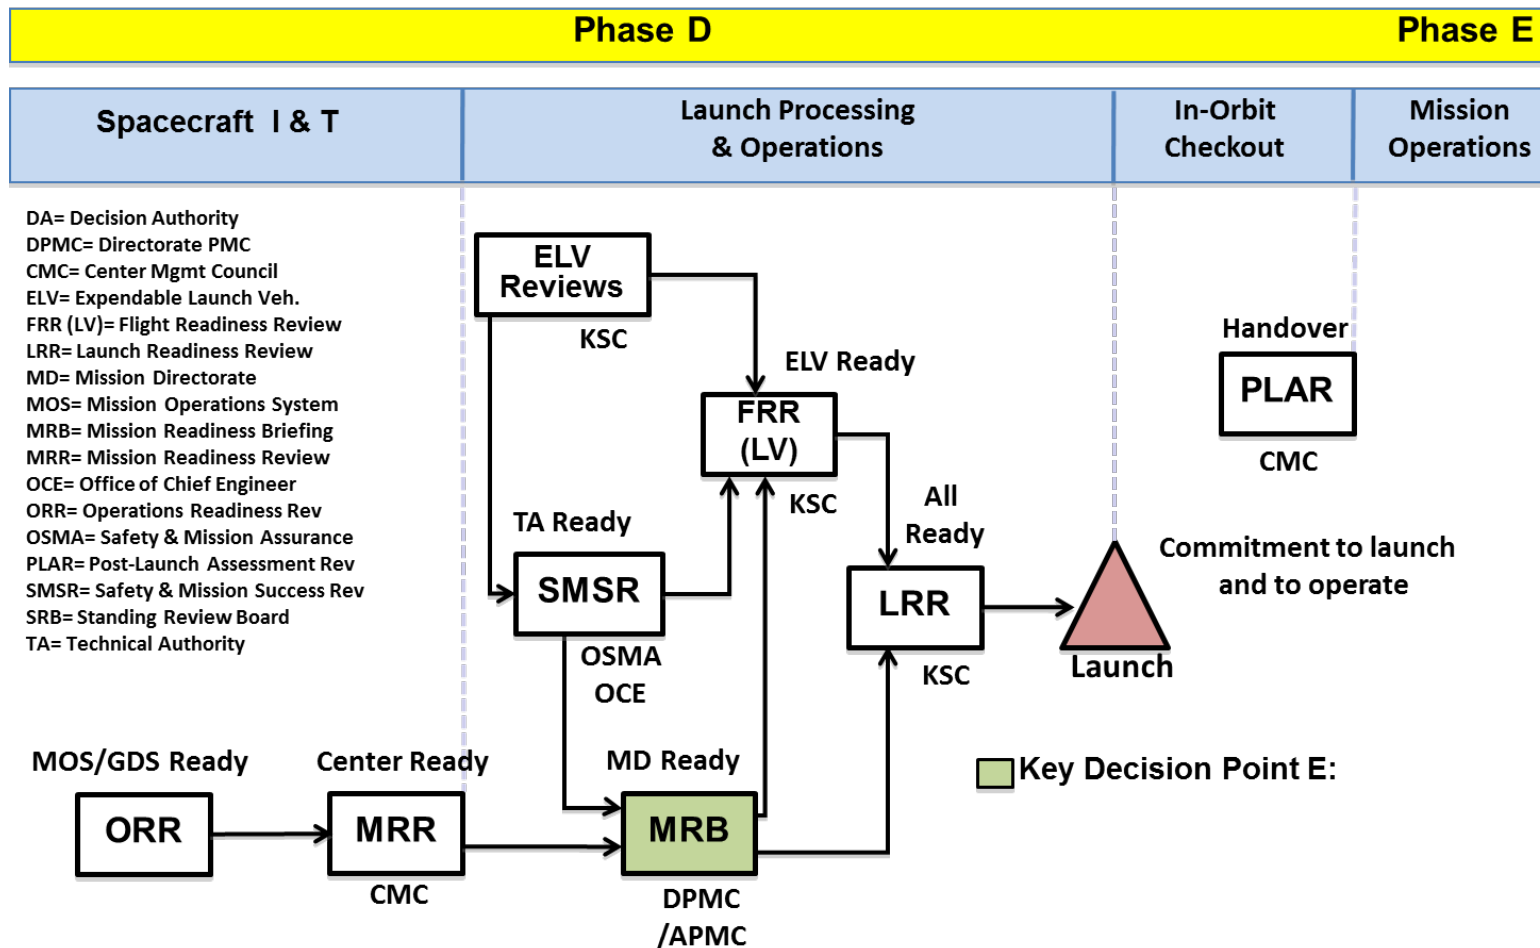 Phase D
Phase E
Spacecraft I & T
Launch Processing
& Operations
In-Orbit
Checkout
Mission
Operations
DA= Decision Authority
DPMC= Directorate PMC
CMC= Center Mgmt Council
ELV= Expendable Launch Veh.
FRR (LV)= Flight Readiness Review
LRR= Launch Readiness Review
MD= Mission Directorate
MOS= Mission Operations System
MRB= Mission Readiness Briefing
MRR= Mission Readiness Review
OCE= Office of Chief Engineer
ORR= Operations Readiness Rev
OSMA= Safety & Mission Assurance
PLAR= Post-Launch Assessment Rev
SMSR= Safety & Mission Success Rev
SRB= Standing Review Board
TA= Technical Authority
ELV
Reviews
KSC
ELV Ready
FRR
(LV)
KSC
Handover
PLAR
CMC
TA Ready
SMSR
OSMA
OCE
All
Ready
LRR
KSC
Launch
Commitment to launch
and to operate
MOS/GDS Ready
ORR
Center Ready
MRR
CMC
MD Ready
MRB
DPMC
/APMC
Key Decision Point E: